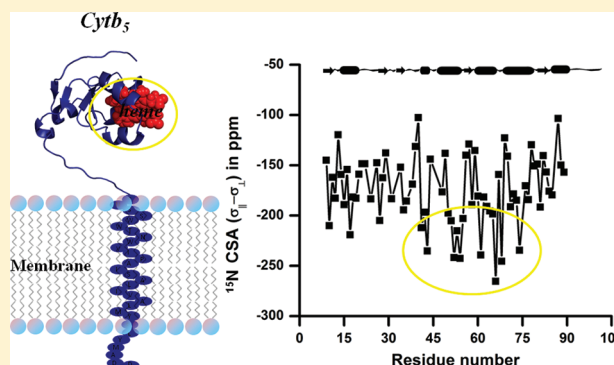 Cytb5
heme
Membrane
15N CSA (σ∥−σ⊥) in ppm
-50
-100
-150
-200
-250
-300
0 15 30 45 60 75 90 10
Residue number